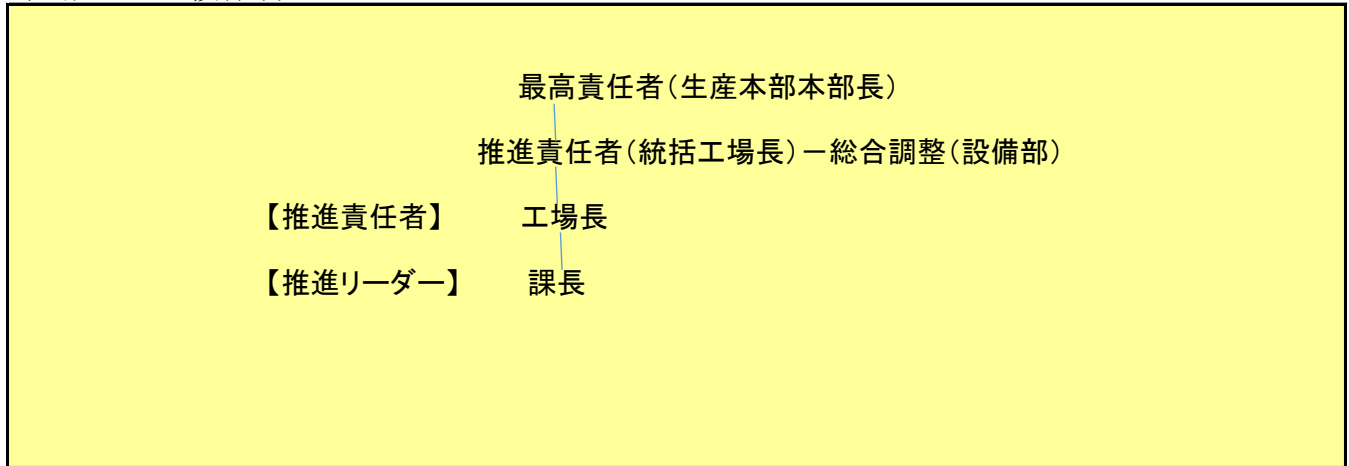 最高責任者（生産本部本部長）
推進責任者（統括工場長）－総合調整（設備部）
【推進責任者】　　工場長
【推進リーダー】　　課長